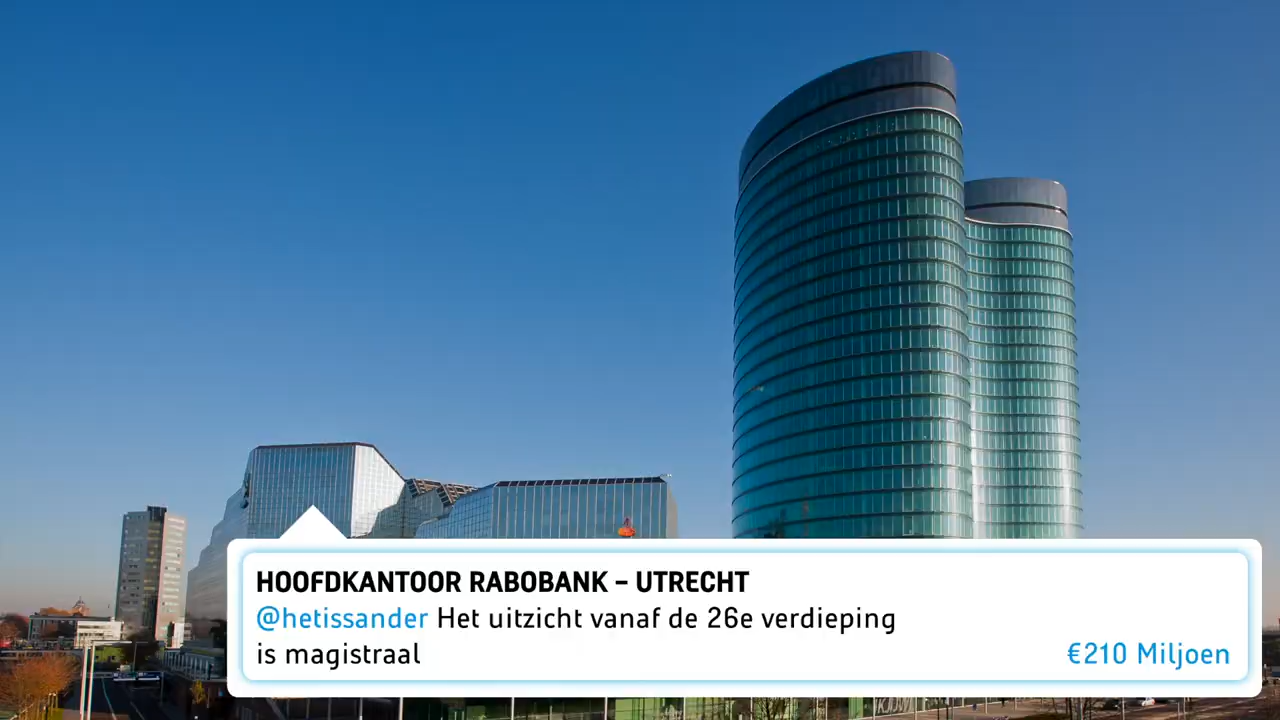 HOOFDKANTOOR RABOBANK – UTRECHT
@hetissander Het uitzicht vanaf de 26e verdieping
is magistraal
€210 Miljoen